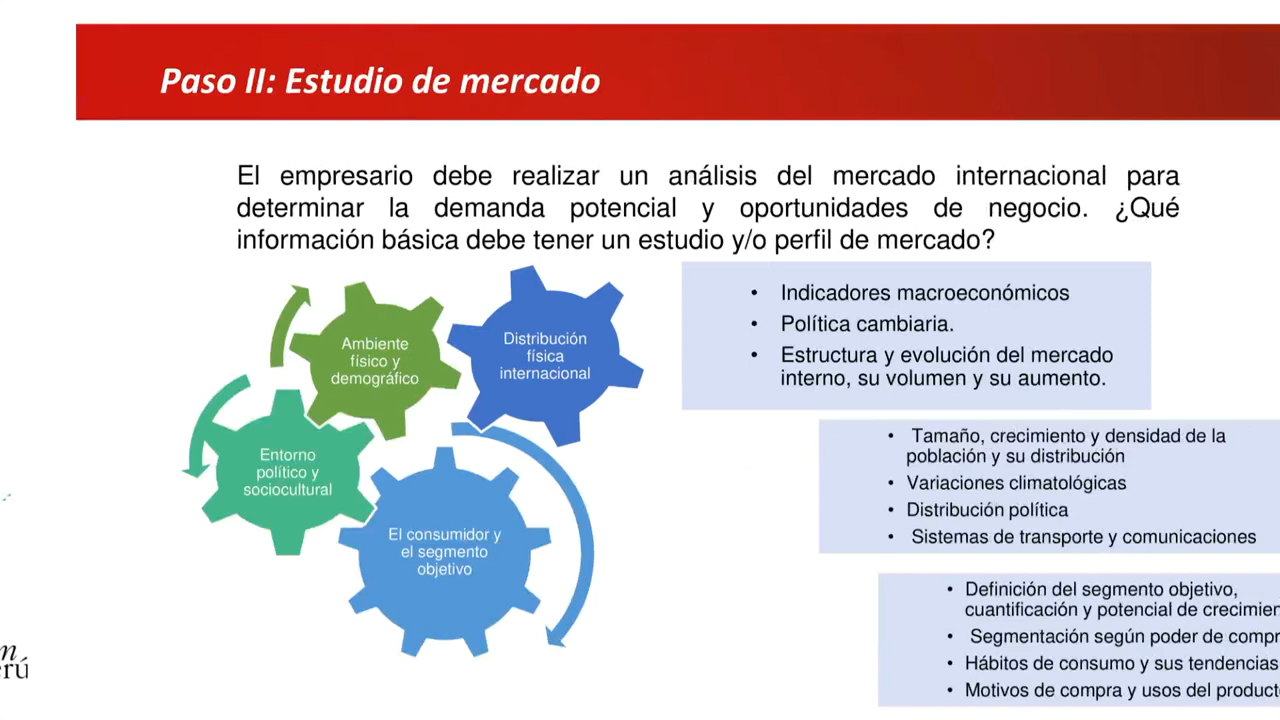 Paso II: Estudio de mercado
El empresario debe realizar un análisis del mercado internacional para
determinar la demanda potencial y oportunidades de negocio. ¿Qué
información básica debe tener un estudio y/o perfil de mercado?
Ambiente
físico y
demográfico
Distribución
física
internacional
Entorno
político y
sociocultural
El consumidor y
el segmento
objetivo
• Indicadores macroeconómicos
• Política cambiaria.
• Estructura y evolución del mercado
interno, su volumen y su aumento.
• Tamaño, crecimiento y densidad de la
población y su distribución
• Variaciones climatológicas
• Distribución política
• Sistemas de transporte y comunicaciones
• Definición del segmento objetivo,
cuantificación y potencial de
• Segmentación según poder de
• Hábitos de consumo y sus tendencias
• Motivos de compra y usos del